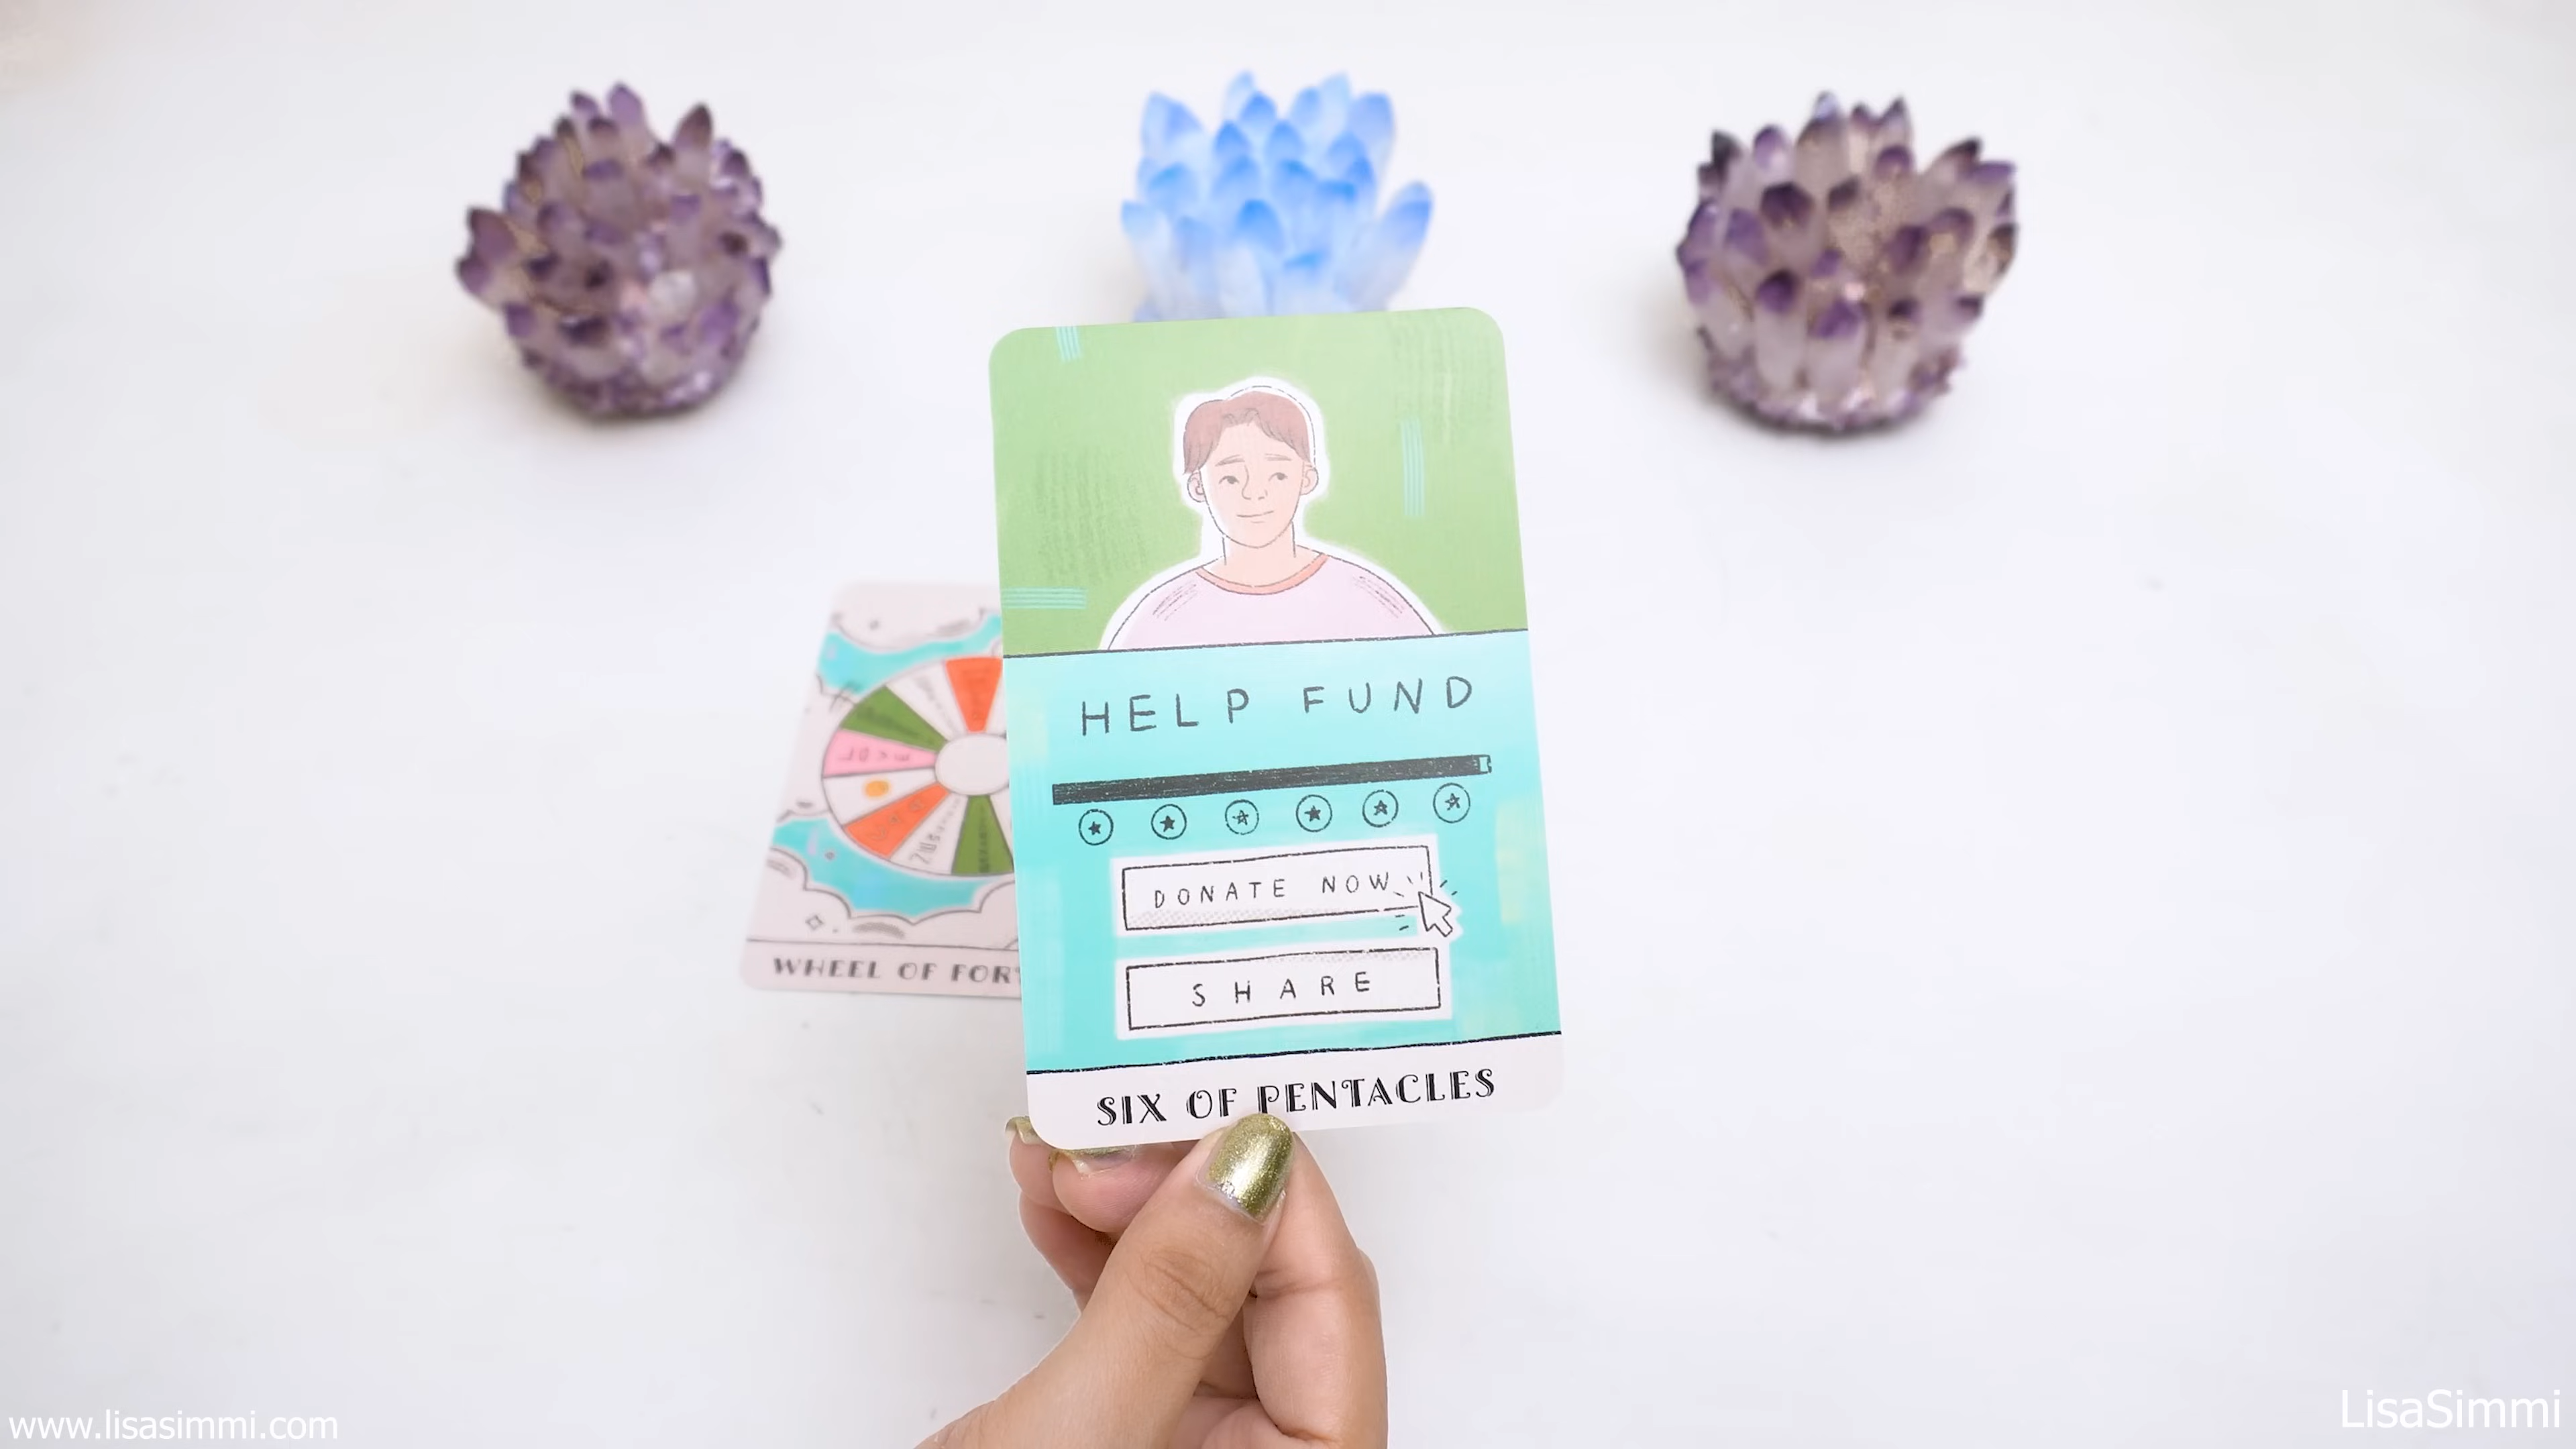 HELP FUND
DONATE NOW
SHARE
SIX OF PENTACLES
WHEEL OF FOR
www.lisasimmi.com
LisaSimmi